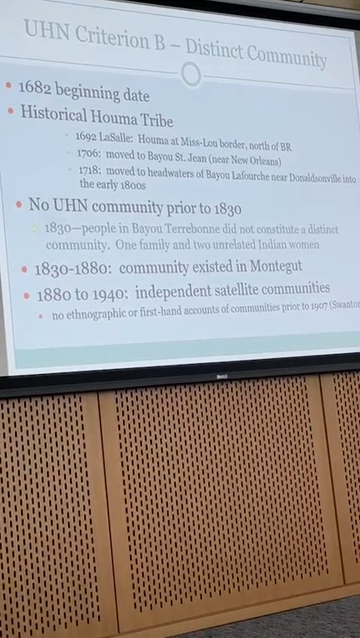 UHN Criterion B – Distinct Community
• 1682 beginning date
• Historical Houma Tribe
• 1692 LaSalle: Houma at Miss-Lou border, north of BR
• 1706: moved to Bayou St. Jean (near New Orleans)
• 1718: moved to headwaters of Bayou Lafourche near Donaldsonville into
the early 1800s
• No UHN community prior to 1830
1830—people in Bayou Terrebonne did not constitute a distinct
community. One family and two unrelated Indian women
• 1830-1880: community existed in Montegut
• 1880 to 1940: independent satellite communities
• no ethnographic or first-hand accounts of communities prior to 1907 (Swanton